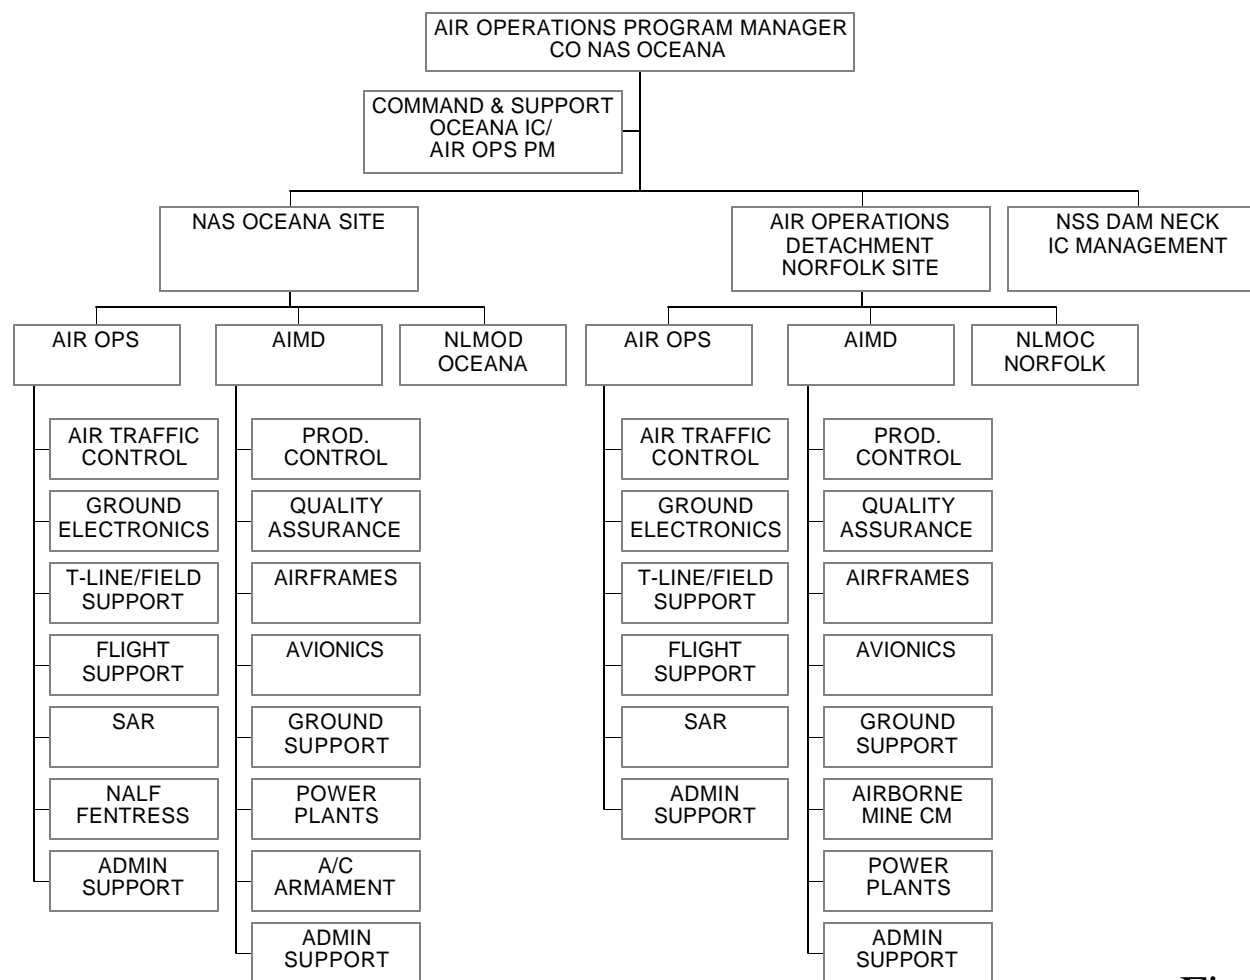 AIR OPERATIONS PROGRAM MANAGER
CO NAS OCEANA
COMMAND & SUPPORT
OCEANA IC/
AIR OPS PM
NAS OCEANA SITE
AIR OPERATIONS
DETACHMENT
NORFOLK SITE
NSS DAM NECK
IC MANAGEMENT
AIR OPS
AIMD
NLMOD
OCEANA
AIR OPS
AIMD
NLMOC
NORFOLK
AIR TRAFFIC
CONTROL
GROUND
ELECTRONICS
T-LINE/FIELD
SUPPORT
FLIGHT
SUPPORT
SAR
NALF
FENTRESS
ADMIN
SUPPORT
PROD.
CONTROL
QUALITY
ASSURANCE
AIRFRAMES
AVIONICS
GROUND
SUPPORT
POWER
PLANTS
A/C
ARMAMENT
ADMIN
SUPPORT
AIR TRAFFIC
CONTROL
GROUND
ELECTRONICS
T-LINE/FIELD
SUPPORT
FLIGHT
SUPPORT
SAR
ADMIN
SUPPORT
PROD.
CONTROL
QUALITY
ASSURANCE
AIRFRAMES
AVIONICS
GROUND
SUPPORT
AIRBORNE
MINE CM
POWER
PLANTS
ADMIN
SUPPORT